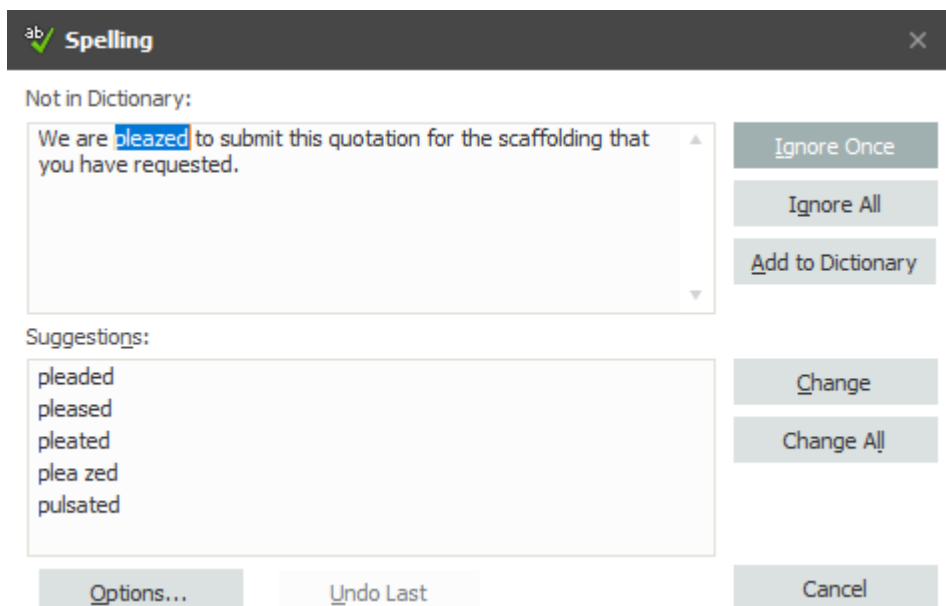 ab
Spelling
Not in Dictionary:
We are pleazed to submit this quotation for the scaffolding that
you have requested.
Ignore Once
Ignore All
Add to Dictionary
Suggestions:
pleaded
pleased
pleated
plea zed
pulsated
Change
Change All
Options...
Undo Last
Cancel